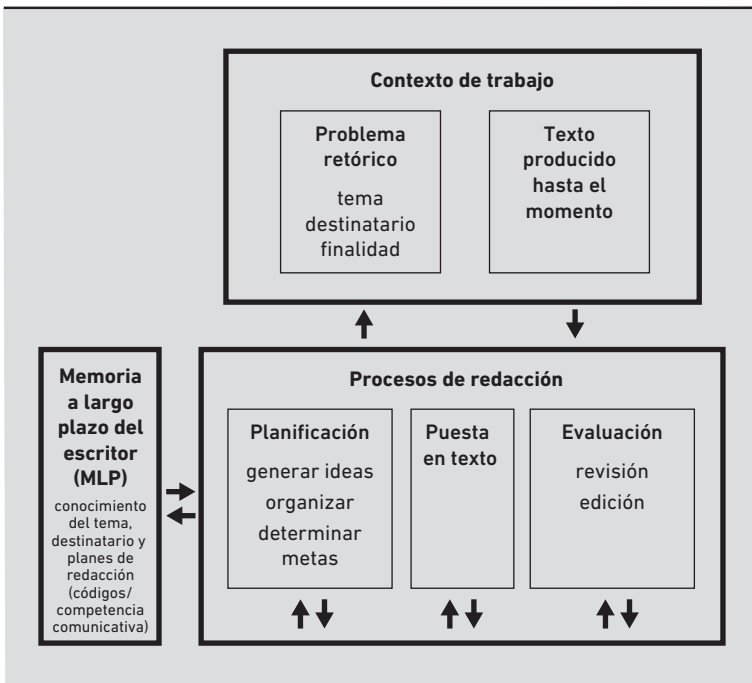 Contexto de trabajo
Problema
retórico
tema
destinatario
finalidad
Texto
producido
hasta el
momento
Memoria
a largo
plazo del
escritor
(MLP)
conocimiento
del tema,
destinatario y
planes de
redacción
(códigos/
competencia
comunicativa)
Procesos de redacción
Planificación
generar ideas
organizar
determinar
metas
Puesta
en texto
Evaluación
revisión
edición